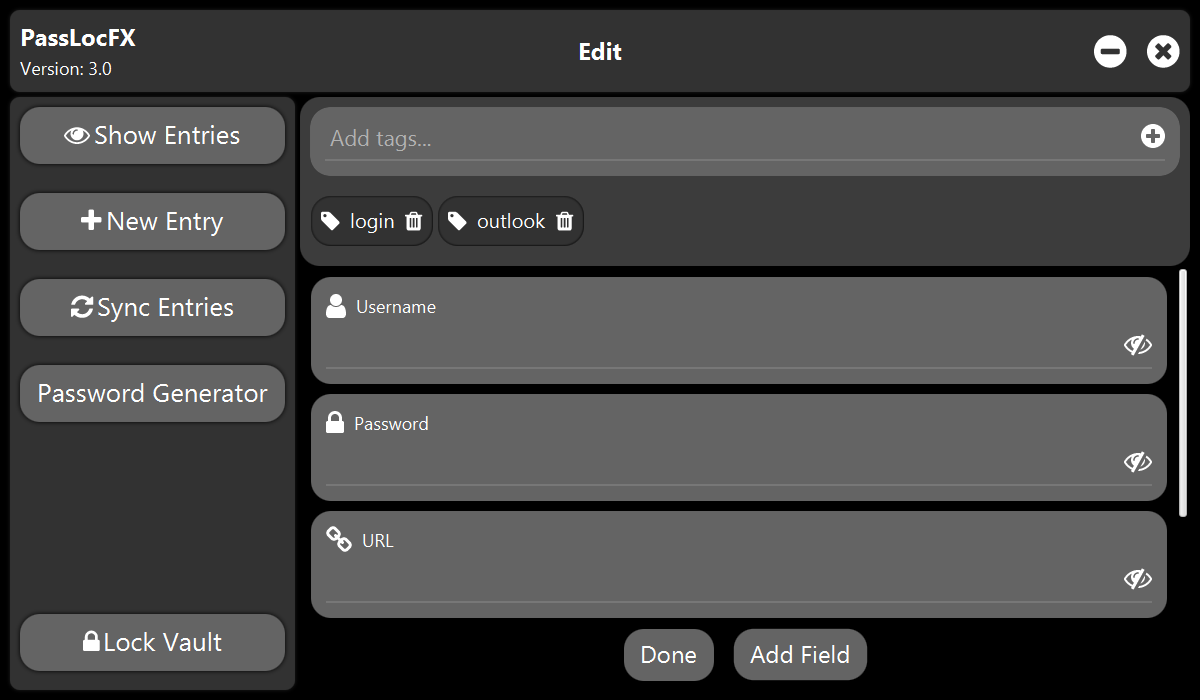 PassLocFX
Version: 3.0
Edit
Show Entries
New Entry
Sync Entries
Password Generator
Lock Vault
Add tags...
login
outlook
Username
Password
URL
Done
Add Field